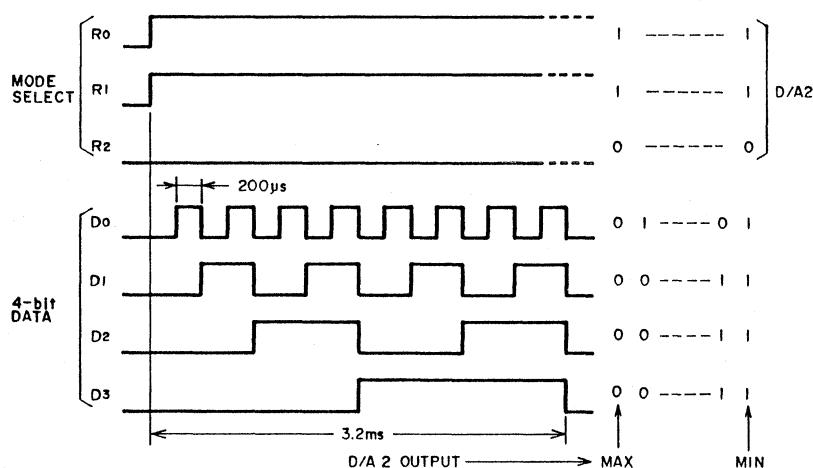 R0 1 ------ 1
MODE SELECT R1 1 ------ 1 D/A2
R2 0 ------ 0
200µs
D0 0 1 ---- 0 1
D1 0 0 ---- 1 1
4-bit DATA
D2 0 0 ---- 1 1
D3 0 0 ---- 1 1
3.2ms
D/A 2 OUTPUT MAX MIN